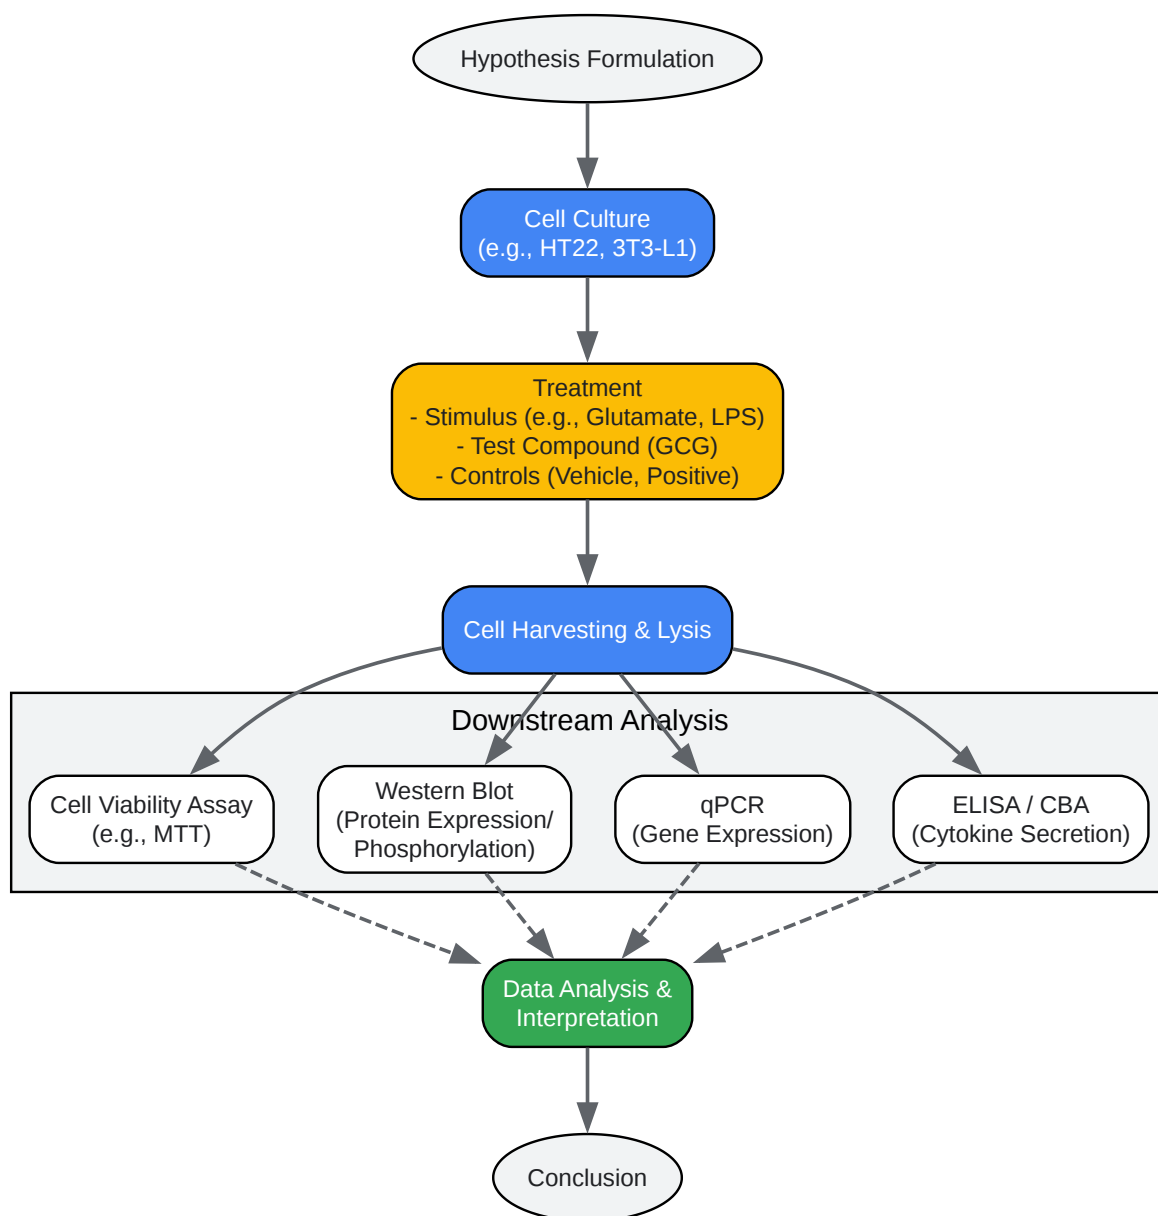 Hypothesis Formulation
Cell Culture
(e.g., HT22, 3T3-L1)
Treatment
- Stimulus (e.g., Glutamate, LPS)
- Test Compound (GCG)
- Controls (Vehicle, Positive)
Cell Harvesting & Lysis
Downstream Analysis
Cell Viability Assay
(e.g., MTT)
Western Blot
(Protein Expression/
Phosphorylation)
qPCR
(Gene Expression)
ELISA / CBA
(Cytokine Secretion)
Data Analysis &
Interpretation
Conclusion